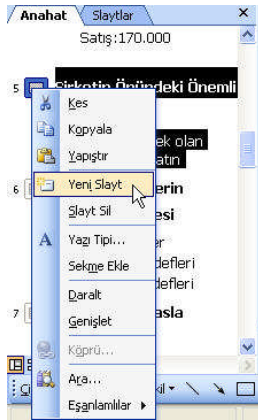 Anahat Slaytlar
Satış:170.000
5 Şirketin Önündeki Önemli
Kes
Kopyala
ek olan
Yapıştır
atın
6 Yeni Slayt erin
Slayt Sil esi
Yazı Tipi...
Sekme Ekle defleri
Daralt defleri
Genişlet
7 asla
Köprü...
Ara...
Eşanlamlılar